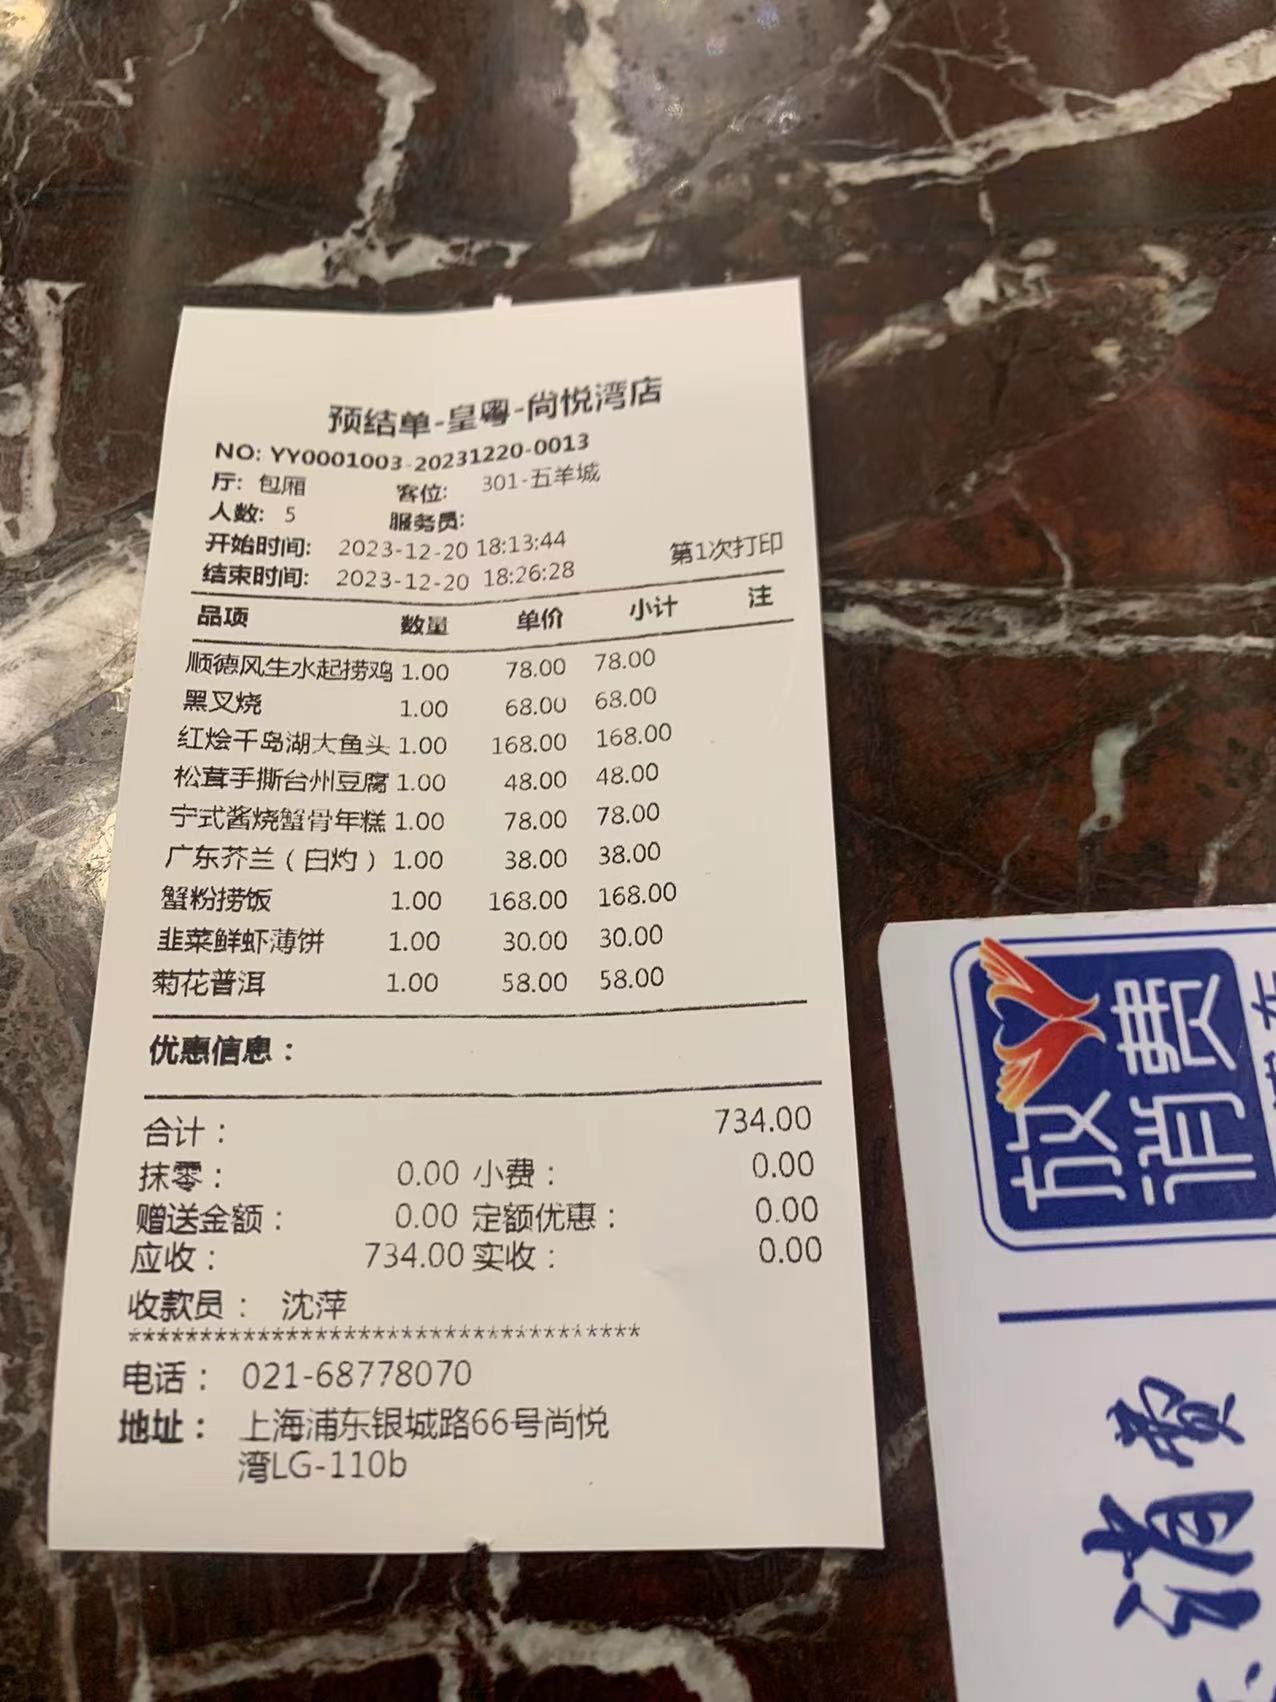 预结单-皇粤-尚悦湾店
NO: YY0001003-20231220-0013
厅: 包厢 客位: 301-五羊城
人数: 5 服务员:
开始时间: 2023-12-20 18:13:44
结束时间: 2023-12-20 18:26:28 第1次打印
品项 数量 单价 小计 注
顺德风生水起捞鸡 1.00 78.00 78.00
黑叉烧 1.00 68.00 68.00
红烩千岛湖大鱼头 1.00 168.00 168.00
松茸手撕台州豆腐 1.00 48.00 48.00
宁式酱烧蟹骨年糕 1.00 78.00 78.00
广东芥兰（白灼） 1.00 38.00 38.00
蟹粉捞饭 1.00 168.00 168.00
韭菜鲜虾薄饼 1.00 30.00 30.00
菊花普洱 1.00 58.00 58.00
优惠信息：
合计： 734.00
抹零： 0.00 小费： 0.00
赠送金额： 0.00 定额优惠： 0.00
应收： 734.00 实收： 0.00
收款员： 沈萍
************************************
电话： 021-68778070
地址： 上海浦东银城路66号尚悦
湾LG-110b
放
消费
消费